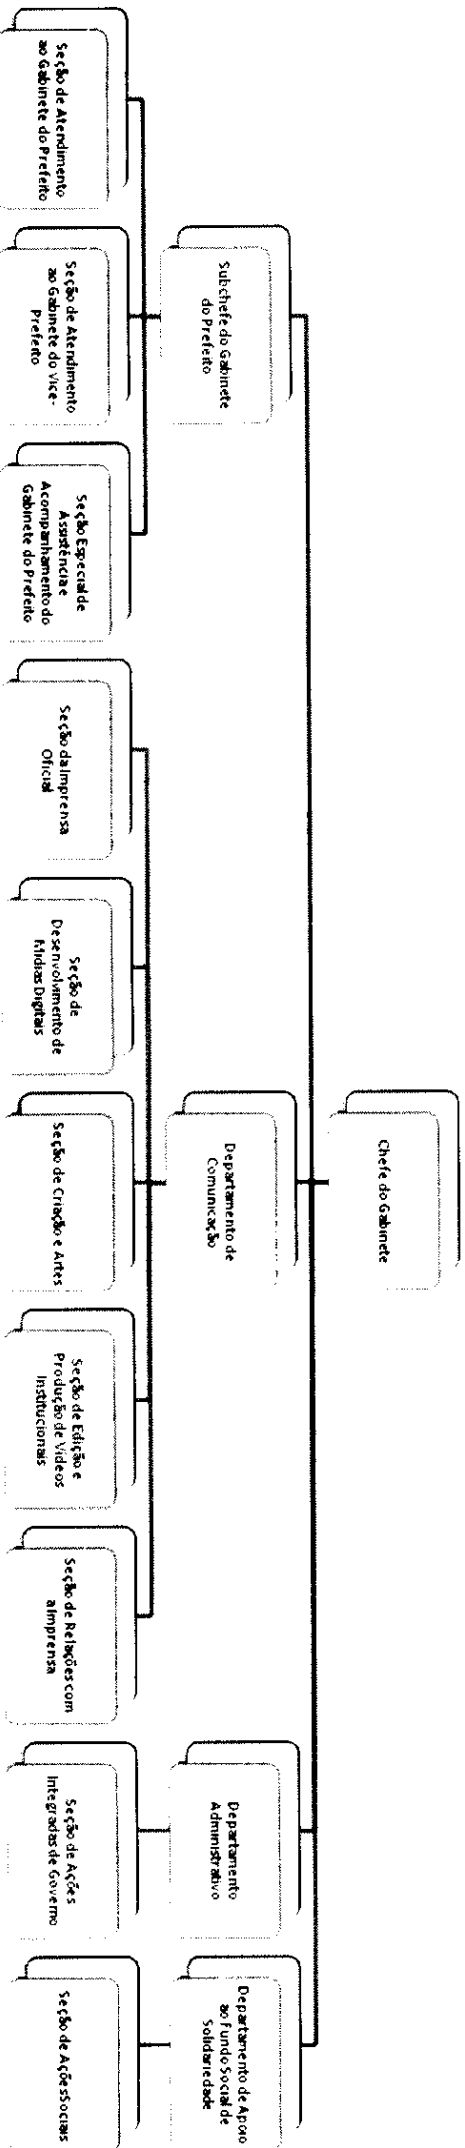 Chefe do Gabinete
Subchefe do Gabinete
do Prefeito
Departamento de
Comunicação
Departamento
Administrativo
Departamento de Apoio
ao Fundo Social de
Solidariedade
Seção de Atendimento
ao Gabinete do Prefeito
Seção de Atendimento
ao Gabinete do Vice-
Prefeito
Seção Especial de
Assistência e
Acompanhamento do
Gabinete do Prefeito
Seção da Imprensa
Oficial
Seção de
Desenvolvimento de
Mídias Digitais
Seção de Criação e Artes
Seção de Edição e
Produção de Vídeos
Institucionais
Seção de Relações com
a Imprensa
Seção de Ações
Integradas de Governo
Seção de Ações Sociais